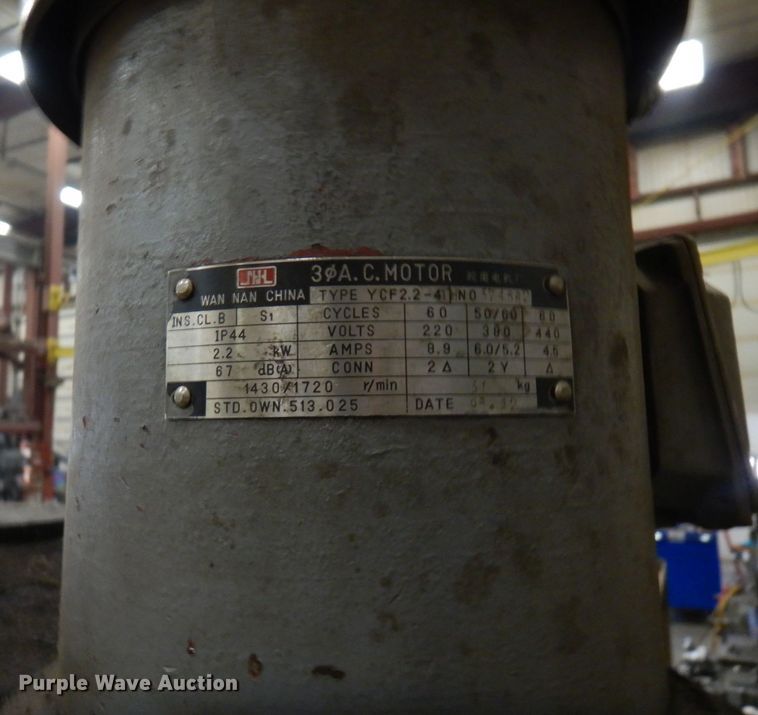 3øA.C.MOTOR
WAN NAN CHINA TYPE YCF2.2-4 NO
INS.CL.B S1 CYCLES 60 50/60 60
IP44 VOLTS 220 380 440
2.2 kW AMPS 8.9 6.0/5.2 4.5
67 dB(A) CONN 2Δ 2Y Δ
1430/1720 r/min kg
STD.OWN.513.025 DATE
Purple Wave Auction